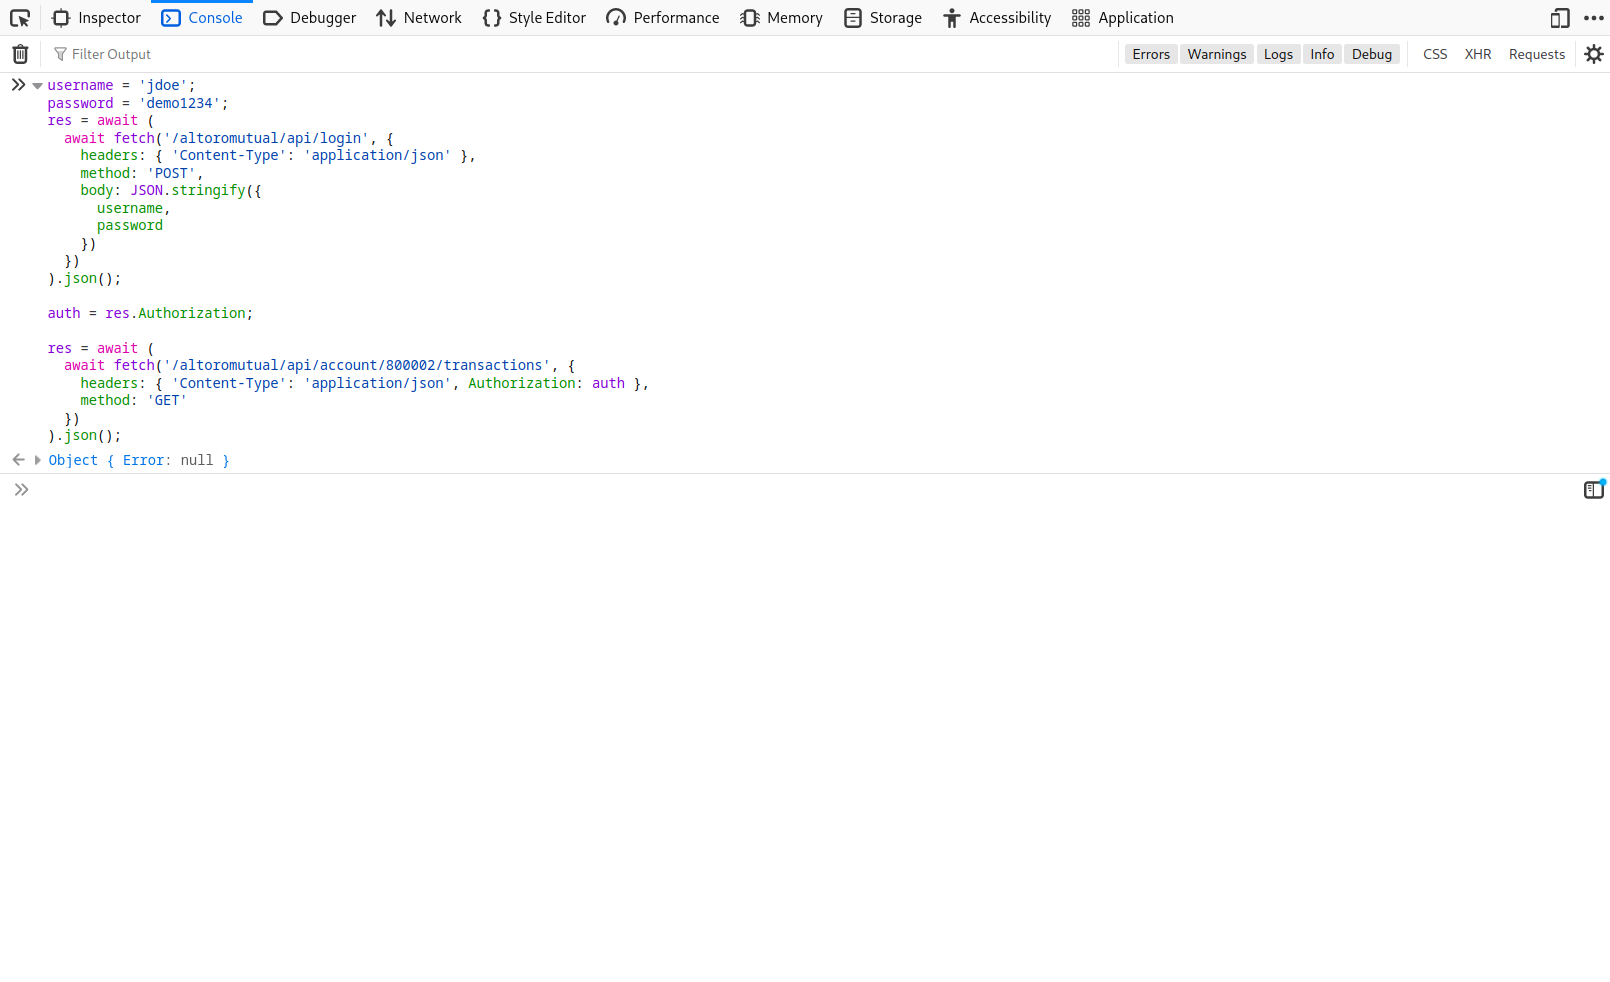 Inspector Console Debugger Network Style Editor Performance Memory Storage Accessibility Application
Filter Output Errors Warnings Logs Info Debug CSS XHR Requests
username = 'jdoe';
password = 'demo1234';
res = await (
  await fetch('/altoromutual/api/login', {
    headers: { 'Content-Type': 'application/json' },
    method: 'POST',
    body: JSON.stringify({
      username,
      password
    })
  })
).json();
auth = res.Authorization;
res = await (
  await fetch('/altoromutual/api/account/800002/transactions', {
    headers: { 'Content-Type': 'application/json', Authorization: auth },
    method: 'GET'
  })
).json();
Object { Error: null }